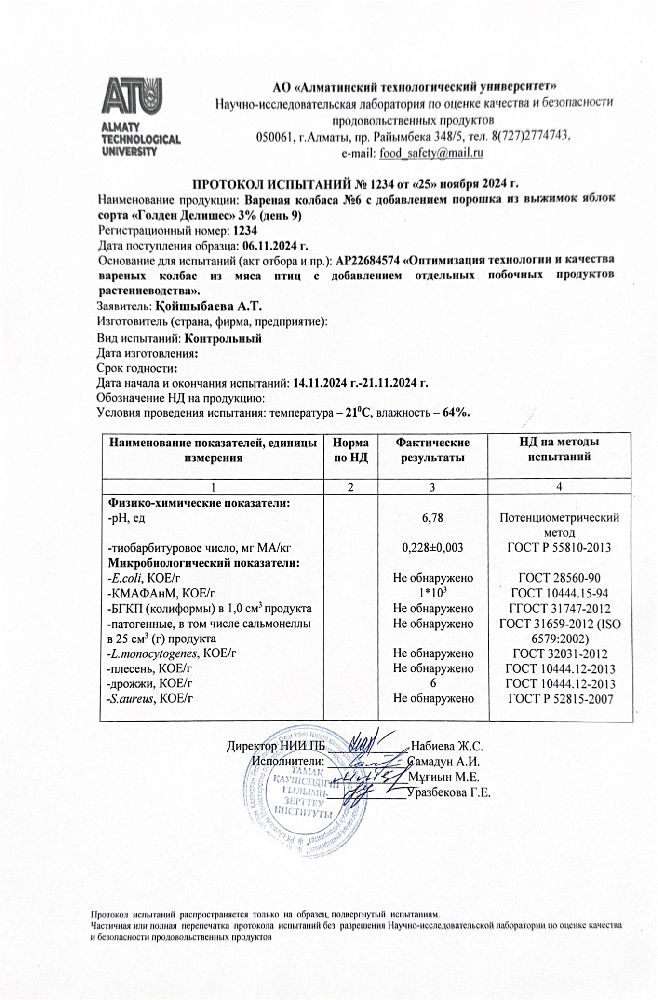 ATU
ALMATY
TECHNOLOGICAL
UNIVERSITY
АО «Алматинский технологический университет»
Научно-исследовательская лаборатория по оценке качества и безопасности
продовольственных продуктов
050061, г.Алматы, пр. Райымбека 348/5, тел. 8(727)2774743,
e-mail: food_safety@mail.ru
ПРОТОКОЛ ИСПЫТАНИЙ № 1234 от «25» ноября 2024 г.
Наименование продукции: Вареная колбаса №6 с добавлением порошка из выжимок яблок
сорта «Голден Делишес» 3% (день 9)
Регистрационный номер: 1234
Дата поступления образца: 06.11.2024 г.
Основание для испытаний (акт отбора и пр.): АР22684574 «Оптимизация технологии и качества
вареных колбас из мяса птиц с добавлением отдельных побочных продуктов
растениеводства».
Заявитель: Қойшыбаева А.Т.
Изготовитель (страна, фирма, предприятие):
Вид испытаний: Контрольный
Дата изготовления:
Срок годности:
Дата начала и окончания испытаний: 14.11.2024 г.-21.11.2024 г.
Обозначение НД на продукцию:
Условия проведения испытания: температура – 21⁰С, влажность – 64%.
Наименование показателей, единицы измерения | Норма по НД | Фактические результаты | НД на методы испытаний
1 2 3 4
Физико-химические показатели:
-рН, ед 6,78 Потенциометрический
метод
-тиобарбитуровое число, мг МА/кг 0,228±0,003 ГОСТ Р 55810-2013
Микробиологический показатели:
-E.coli, КОЕ/г Не обнаружено ГОСТ 28560-90
-КМАФАнМ, КОЕ/г 1*10³ ГОСТ 10444.15-94
-БГКП (колиформы) в 1,0 см³ продукта Не обнаружено ГГОСТ 31747-2012
-патогенные, в том числе сальмонеллы Не обнаружено ГОСТ 31659-2012 (ISO
в 25 см³ (г) продукта 6579:2002)
-L.monocytogenes, КОЕ/г Не обнаружено ГОСТ 32031-2012
-плесень, КОЕ/г Не обнаружено ГОСТ 10444.12-2013
-дрожжи, КОЕ/г 6 ГОСТ 10444.12-2013
-S.aureus, КОЕ/г Не обнаружено ГОСТ Р 52815-2007
Директор НИИ ПБ Набиева Ж.С.
Исполнители: Самадун А.И.
Мұғиын М.Е.
Уразбекова Г.Е.
ТАМАҚ
ҚАУІПСІЗДІГІ
ҒЫЛЫМИ-
ЗЕРТТЕУ
ИНСТИТУТЫ
Протокол испытаний распространяется только на образец, подвергнутый испытаниям.
Частичная или полная перепечатка протокола испытаний без разрешения Научно-исследовательской лаборатории по оценке качества
и безопасности продовольственных продуктов